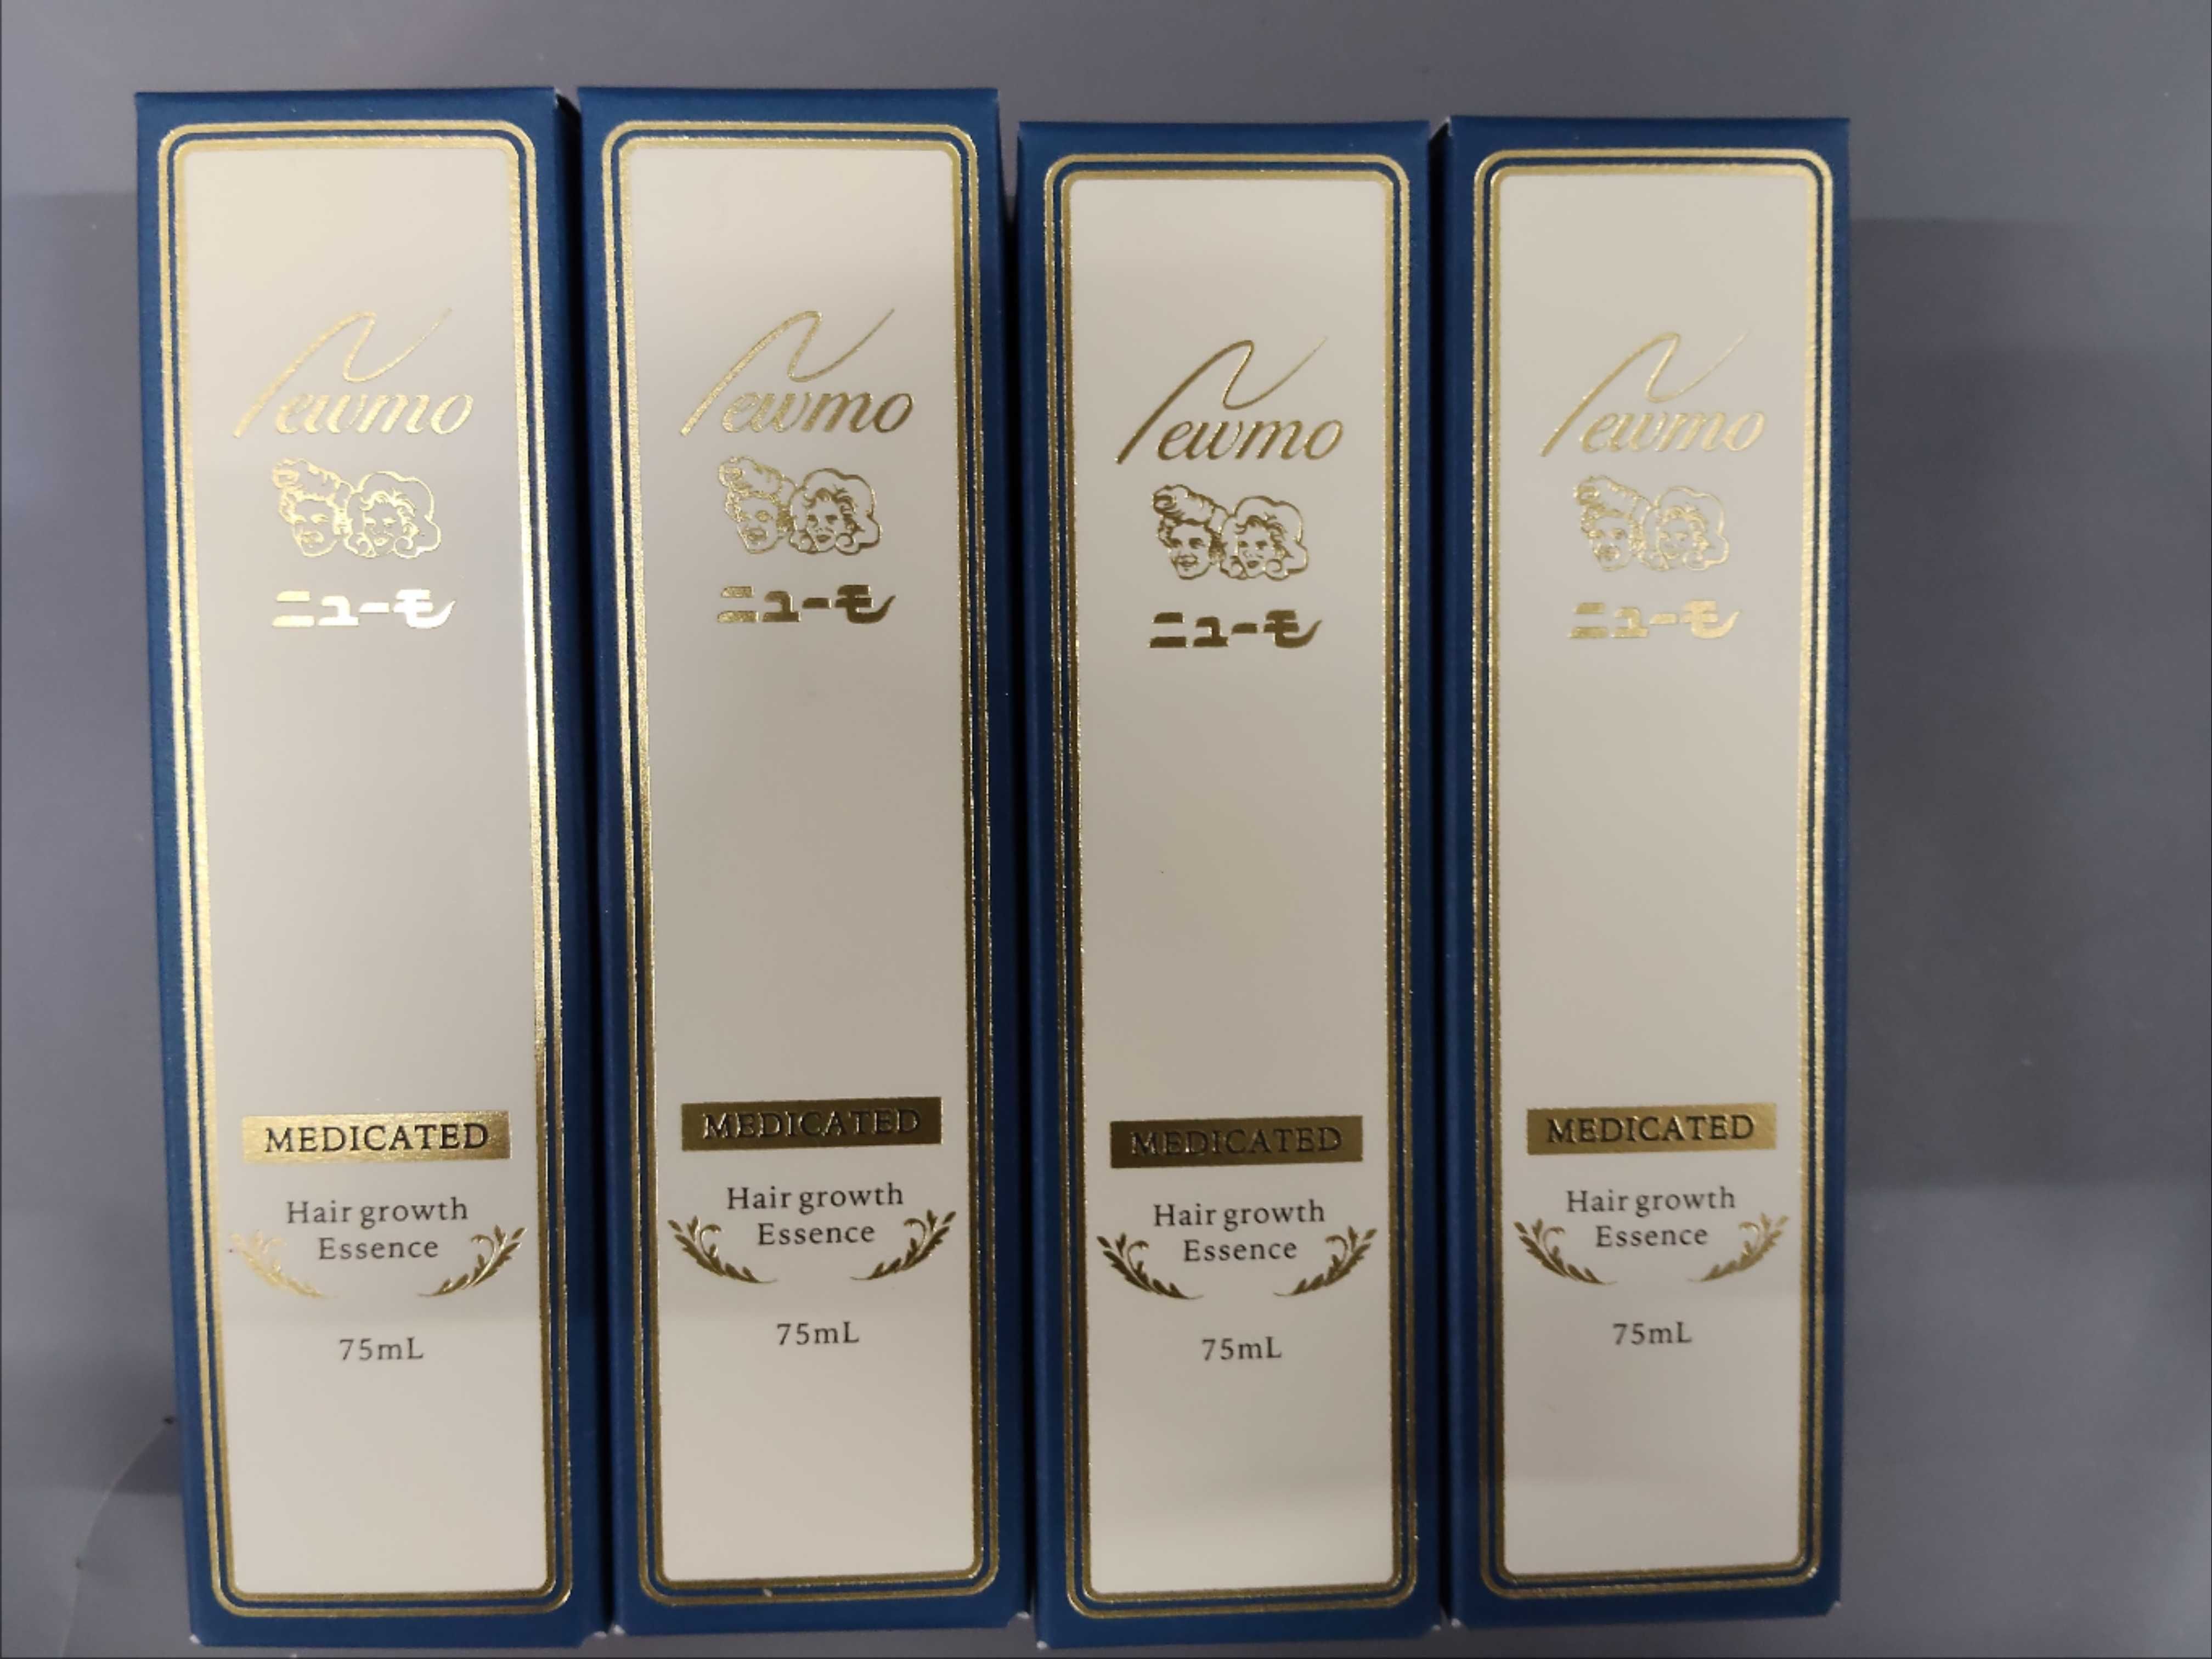 Newmo
ニューモ
MEDICATED
Hair growth
Essence
75mL
Newmo
ニューモ
MEDICATED
Hair growth
Essence
75mL
Newmo
ニューモ
MEDICATED
Hair growth
Essence
75mL
Newmo
ニューモ
MEDICATED
Hair growth
Essence
75mL